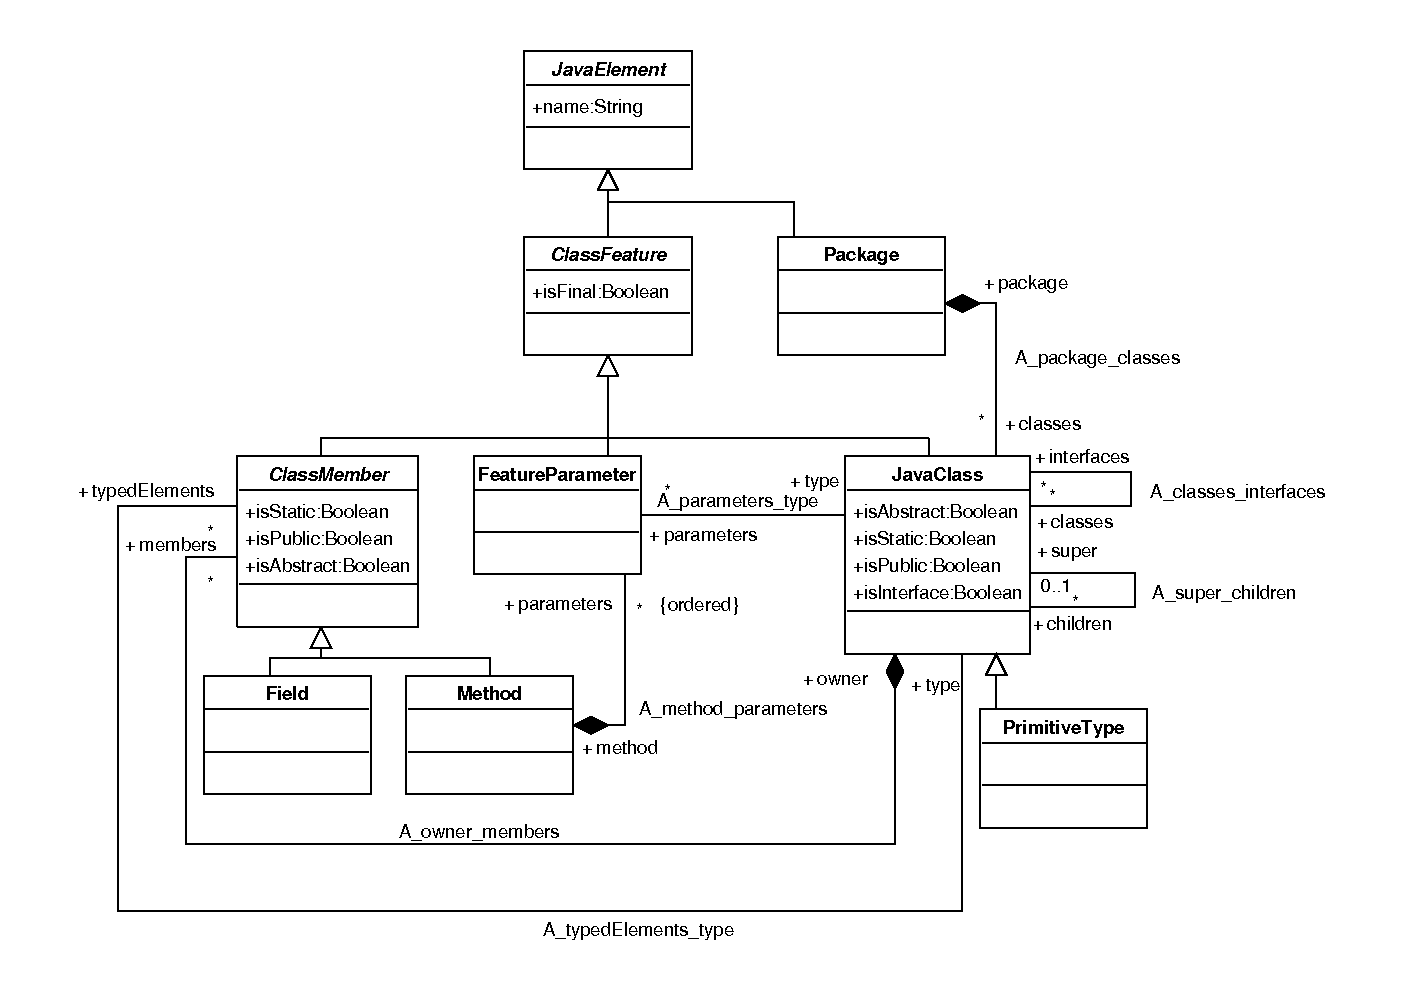 JavaElement
+name:String
ClassFeature
+isFinal:Boolean
Package
+ package
A_package_classes
*
+ classes
ClassMember
+isStatic:Boolean
+isPublic:Boolean
+isAbstract:Boolean
FeatureParameter
JavaClass
+isAbstract:Boolean
+isStatic:Boolean
+isPublic:Boolean
+isInterface:Boolean
+ interfaces
*
*
A_classes_interfaces
+ classes
+ super
0..1
*
A_super_children
+ children
+ typedElements
*
+ members
*
*
+ type
A_parameters_type
+ parameters
+ parameters
* {ordered}
A_method_parameters
+ method
+ owner
+ type
Field
Method
PrimitiveType
A_owner_members
A_typedElements_type